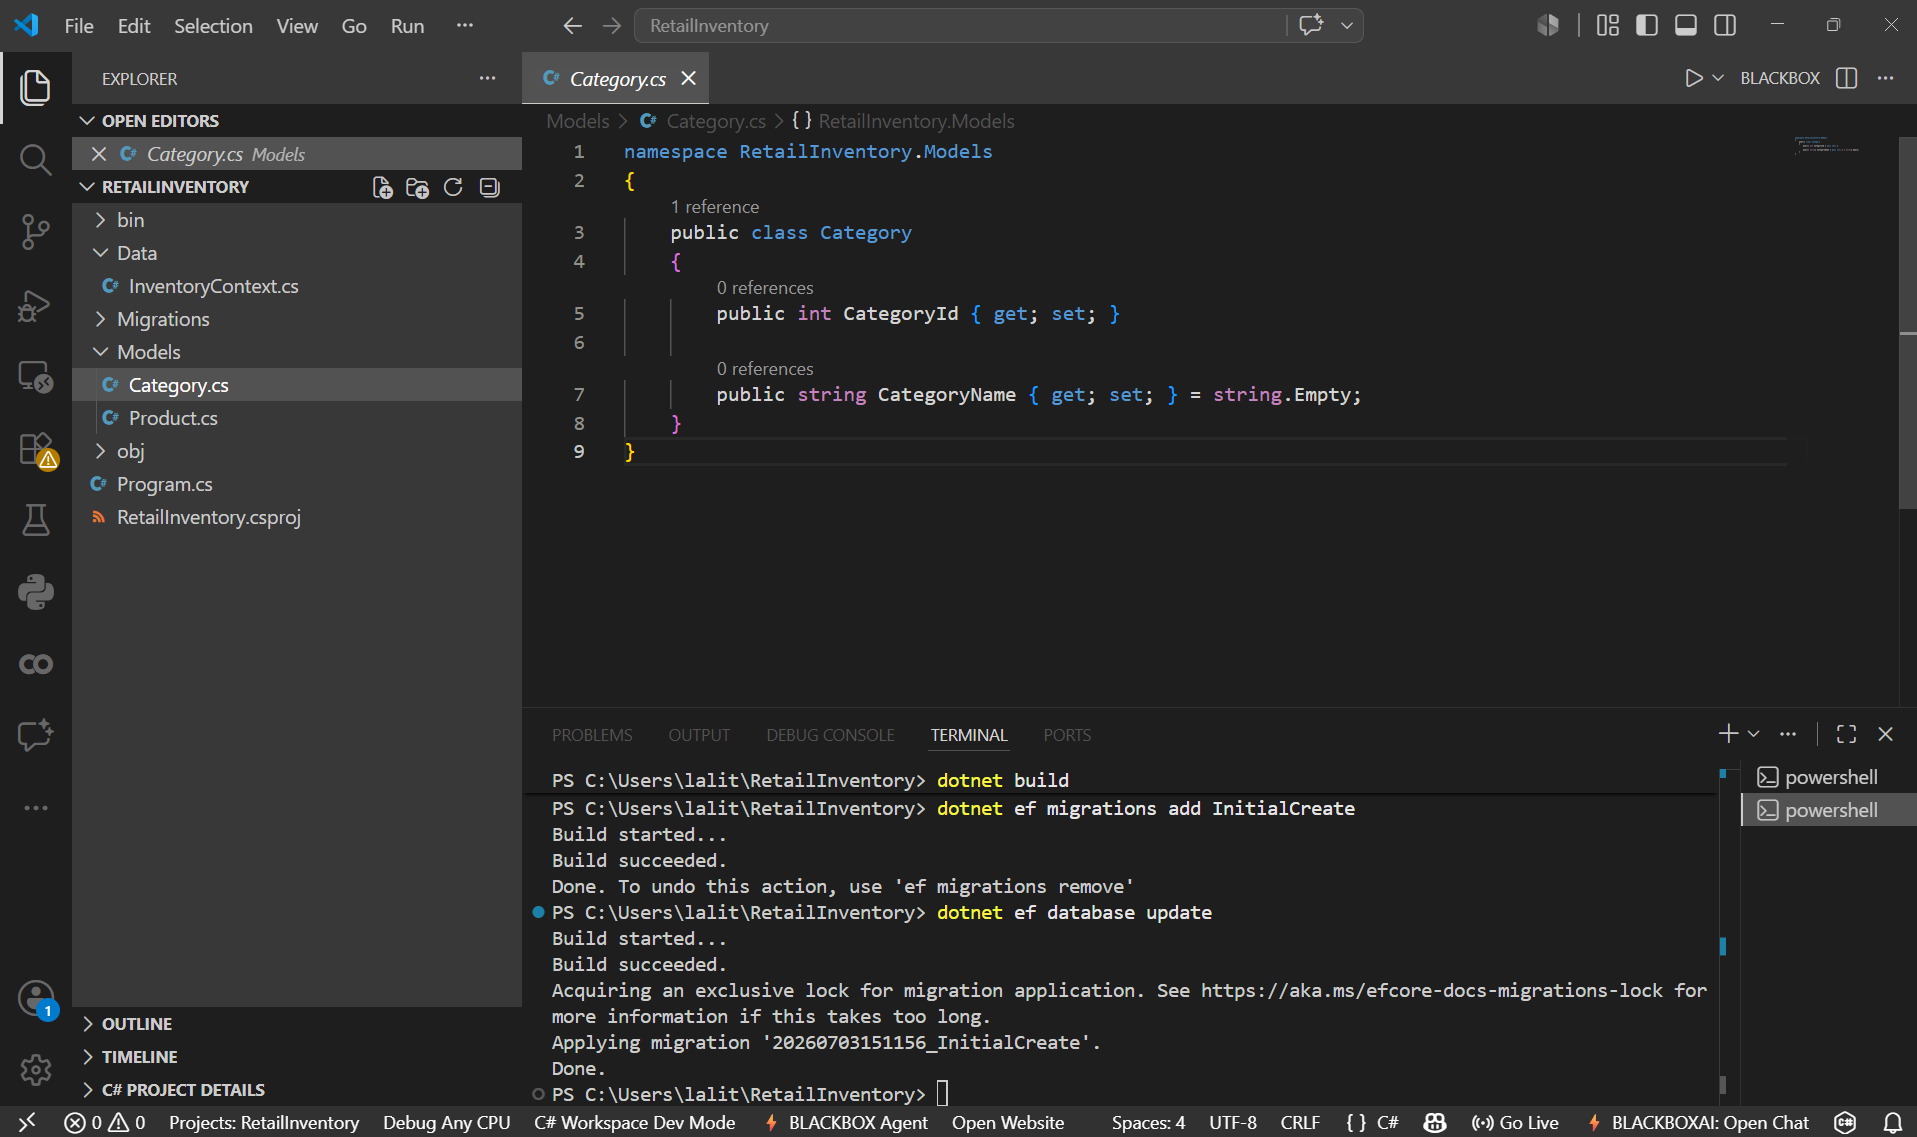 File Edit Selection View Go Run ···
RetailInventory
EXPLORER
OPEN EDITORS
Category.cs Models
RETAILINVENTORY
bin
Data
InventoryContext.cs
Migrations
Models
Category.cs
Product.cs
obj
Program.cs
RetailInventory.csproj
OUTLINE
TIMELINE
C# PROJECT DETAILS
Category.cs
BLACKBOX
Models > Category.cs > { } RetailInventory.Models
1 namespace RetailInventory.Models
2 {
1 reference
3 public class Category
4 {
0 references
5 public int CategoryId { get; set; }
6
0 references
7 public string CategoryName { get; set; } = string.Empty;
8 }
9 }
PROBLEMS OUTPUT DEBUG CONSOLE TERMINAL PORTS
PS C:\Users\lalit\RetailInventory> dotnet build
PS C:\Users\lalit\RetailInventory> dotnet ef migrations add InitialCreate
Build started...
Build succeeded.
Done. To undo this action, use 'ef migrations remove'
PS C:\Users\lalit\RetailInventory> dotnet ef database update
Build started...
Build succeeded.
Acquiring an exclusive lock for migration application. See https://aka.ms/efcore-docs-migrations-lock for
more information if this takes too long.
Applying migration '20260703151156_InitialCreate'.
Done.
PS C:\Users\lalit\RetailInventory>
powershell
powershell
1
0 0 Projects: RetailInventory Debug Any CPU C# Workspace Dev Mode BLACKBOX Agent Open Website Spaces: 4 UTF-8 CRLF { } C# Go Live BLACKBOXAI: Open Chat